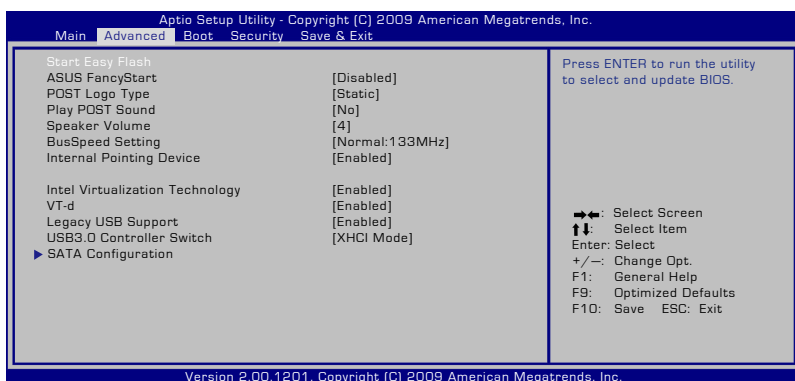 Aptio Setup Utility - Copyright (C) 2009 American Megatrends, Inc.
Main Advanced Boot Security Save & Exit
Start Easy Flash
ASUS FancyStart [Disabled]
POST Logo Type [Static]
Play POST Sound [No]
Speaker Volume [4]
BusSpeed Setting [Normal:133MHz]
Internal Pointing Device [Enabled]
Intel Virtualization Technology [Enabled]
VT-d [Enabled]
Legacy USB Support [Enabled]
USB3.0 Controller Switch [XHCI Mode]
SATA Configuration
Press ENTER to run the utility
to select and update BIOS.
→←: Select Screen
↑↓: Select Item
Enter: Select
+/—: Change Opt.
F1: General Help
F9: Optimized Defaults
F10: Save ESC: Exit
Version 2.00.1201. Copyright (C) 2009 American Megatrends, Inc.